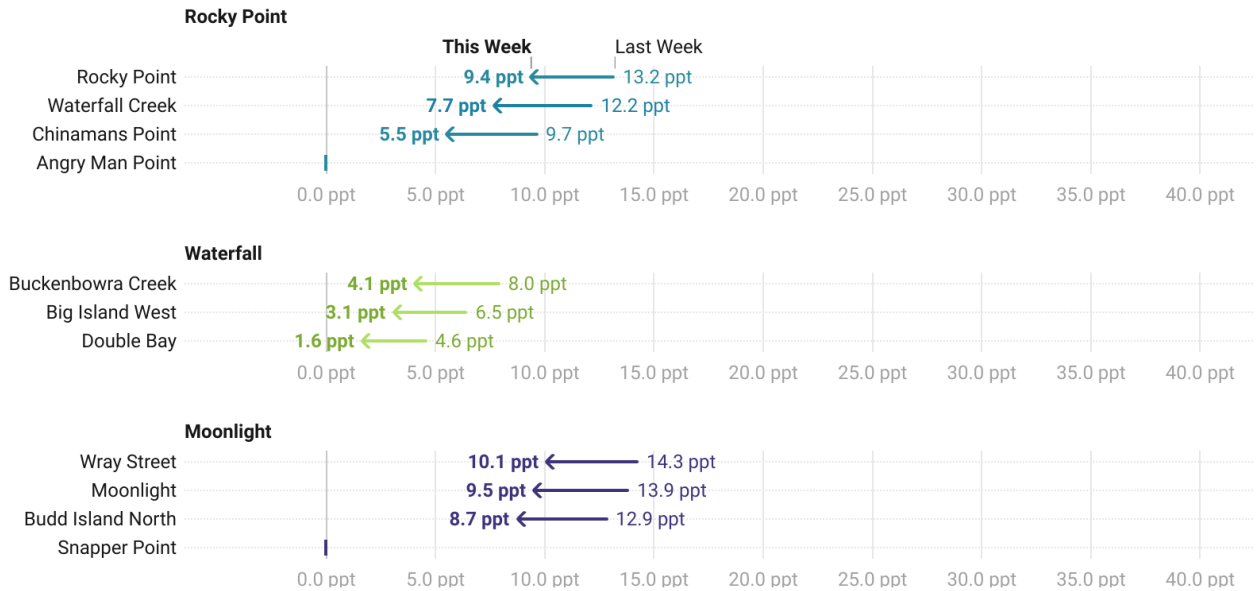 Rocky Point
This Week Last Week
Rocky Point 9.4 ppt 13.2 ppt
Waterfall Creek 7.7 ppt 12.2 ppt
Chinamans Point 5.5 ppt 9.7 ppt
Angry Man Point
0.0 ppt 5.0 ppt 10.0 ppt 15.0 ppt 20.0 ppt 25.0 ppt 30.0 ppt 35.0 ppt 40.0 ppt
Waterfall
Buckenbowra Creek 4.1 ppt 8.0 ppt
Big Island West 3.1 ppt 6.5 ppt
Double Bay 1.6 ppt 4.6 ppt
0.0 ppt 5.0 ppt 10.0 ppt 15.0 ppt 20.0 ppt 25.0 ppt 30.0 ppt 35.0 ppt 40.0 ppt
Moonlight
Wray Street 10.1 ppt 14.3 ppt
Moonlight 9.5 ppt 13.9 ppt
Budd Island North 8.7 ppt 12.9 ppt
Snapper Point
0.0 ppt 5.0 ppt 10.0 ppt 15.0 ppt 20.0 ppt 25.0 ppt 30.0 ppt 35.0 ppt 40.0 ppt